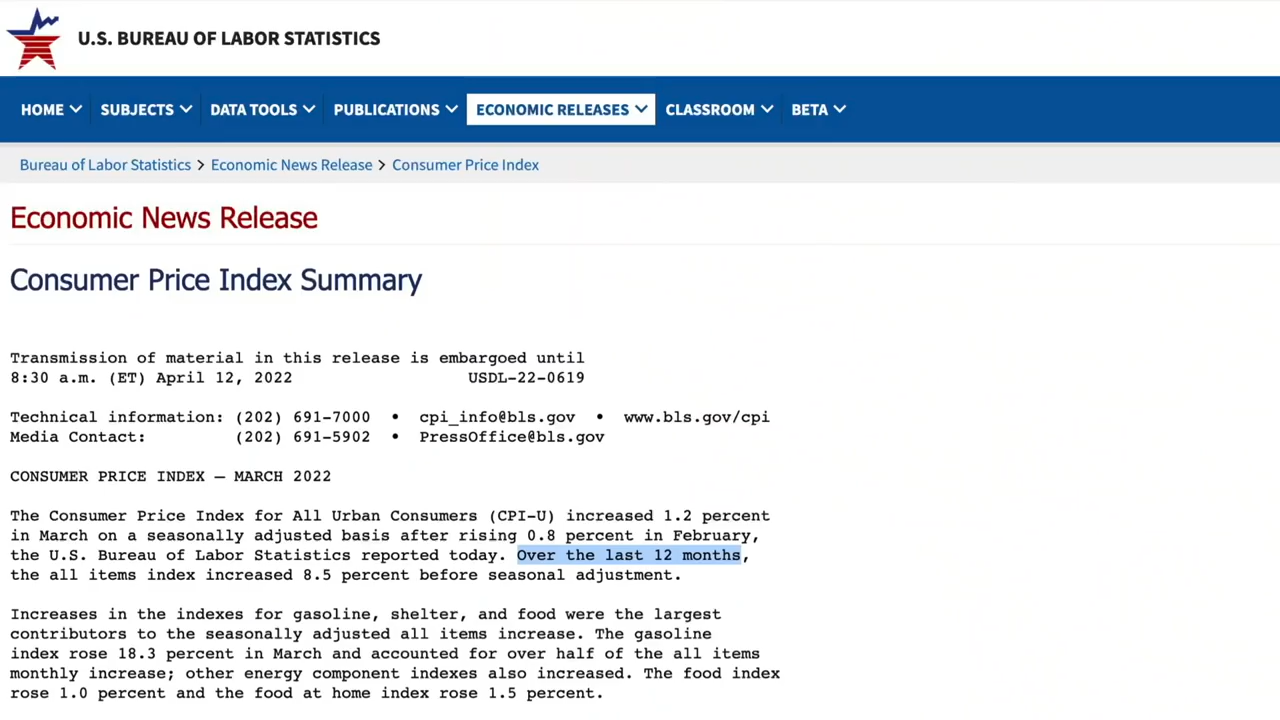 U.S. BUREAU OF LABOR STATISTICS
HOME SUBJECTS DATA TOOLS PUBLICATIONS ECONOMIC RELEASES CLASSROOM BETA
Bureau of Labor Statistics > Economic News Release > Consumer Price Index
Economic News Release
Consumer Price Index Summary
Transmission of material in this release is embargoed until
8:30 a.m. (ET) April 12, 2022 USDL-22-0619
Technical information: (202) 691-7000 • cpi_info@bls.gov • www.bls.gov/cpi
Media Contact: (202) 691-5902 • PressOffice@bls.gov
CONSUMER PRICE INDEX – MARCH 2022
The Consumer Price Index for All Urban Consumers (CPI-U) increased 1.2 percent
in March on a seasonally adjusted basis after rising 0.8 percent in February,
the U.S. Bureau of Labor Statistics reported today. Over the last 12 months,
the all items index increased 8.5 percent before seasonal adjustment.
Increases in the indexes for gasoline, shelter, and food were the largest
contributors to the seasonally adjusted all items increase. The gasoline
index rose 18.3 percent in March and accounted for over half of the all items
monthly increase; other energy component indexes also increased. The food index
rose 1.0 percent and the food at home index rose 1.5 percent.